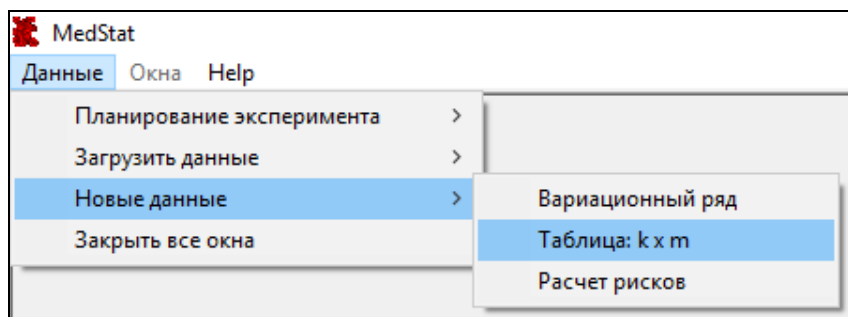 MedStat
Данные Окна Help
Планирование эксперимента
Загрузить данные
Новые данные
Закрыть все окна
Вариационный ряд
Таблица: k x m
Расчет рисков